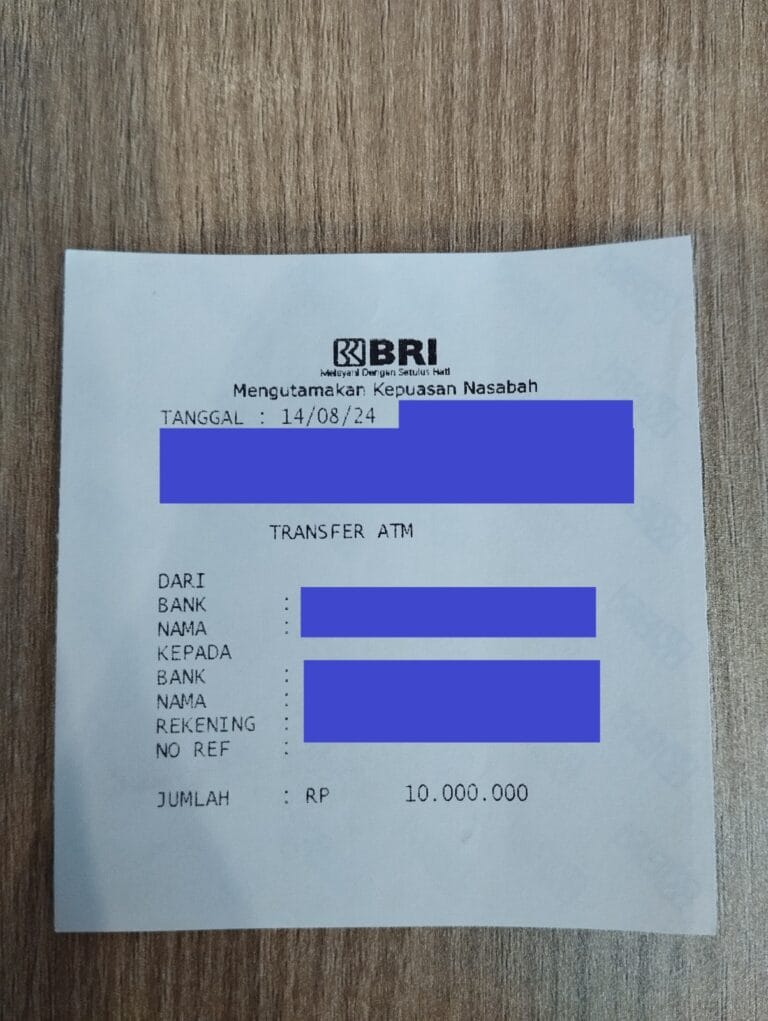 BRI
Melayani Dengan Setulus Hati
Mengutamakan Kepuasan Nasabah
TANGGAL : 14/08/24
TRANSFER ATM
DARI
BANK :
NAMA :
KEPADA
BANK :
NAMA :
REKENING :
NO REF :
JUMLAH : RP 10.000.000